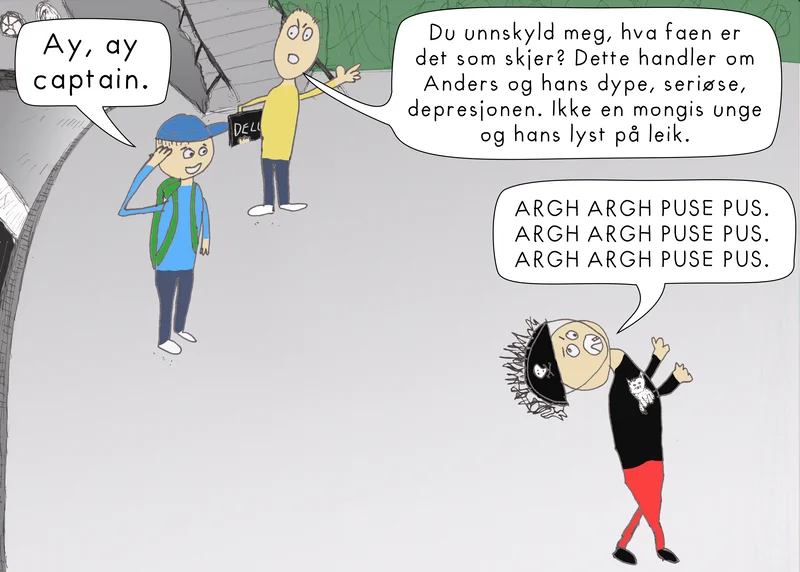 Ay, ay
captain.
Du unnskyld meg, hva faen er
det som skjer? Dette handler om
Anders og hans dype, seriøse,
depresjonen. Ikke en mongis unge
og hans lyst på leik.
DELL
ARGH ARGH PUSE PUS.
ARGH ARGH PUSE PUS.
ARGH ARGH PUSE PUS.